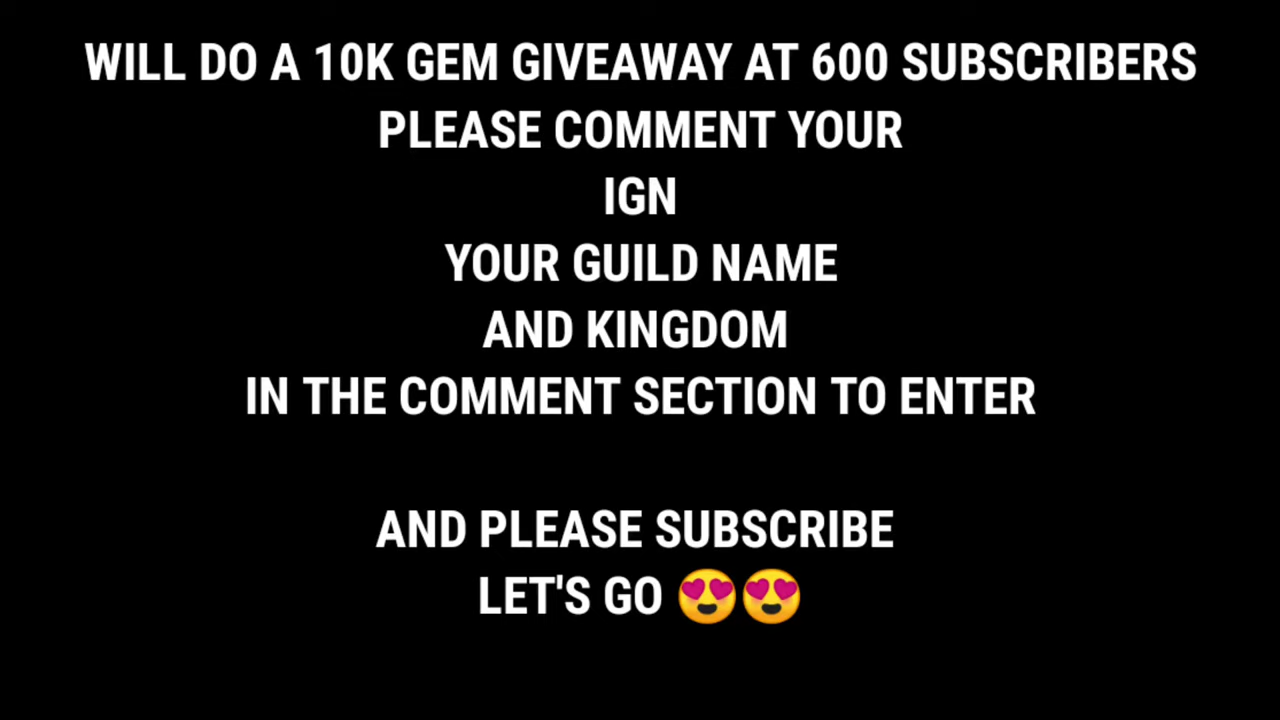 WILL DO A 10K GEM GIVEAWAY AT 600 SUBSCRIBERS
PLEASE COMMENT YOUR
IGN
YOUR GUILD NAME
AND KINGDOM
IN THE COMMENT SECTION TO ENTER
AND PLEASE SUBSCRIBE
LET'S GO 😍😍